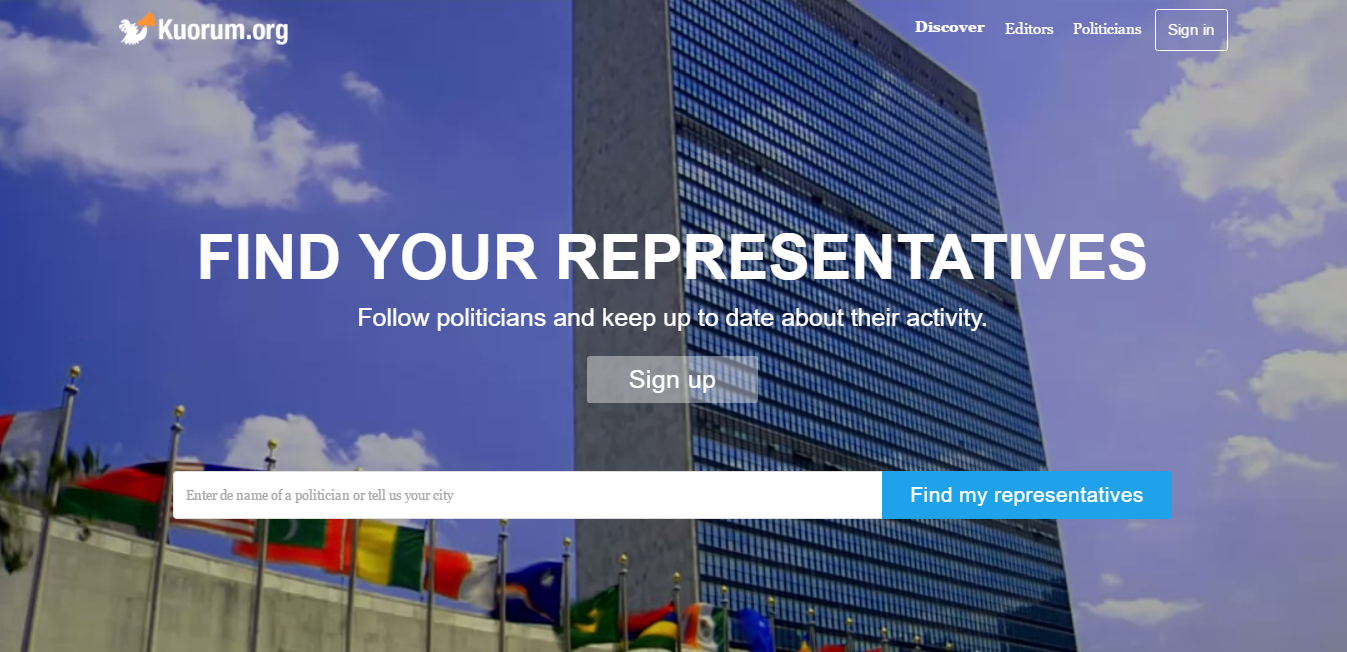 Kuorum.org
Discover Editors Politicians Sign in
FIND YOUR REPRESENTATIVES
Follow politicians and keep up to date about their activity.
Sign up
Enter de name of a politician or tell us your city Find my representatives